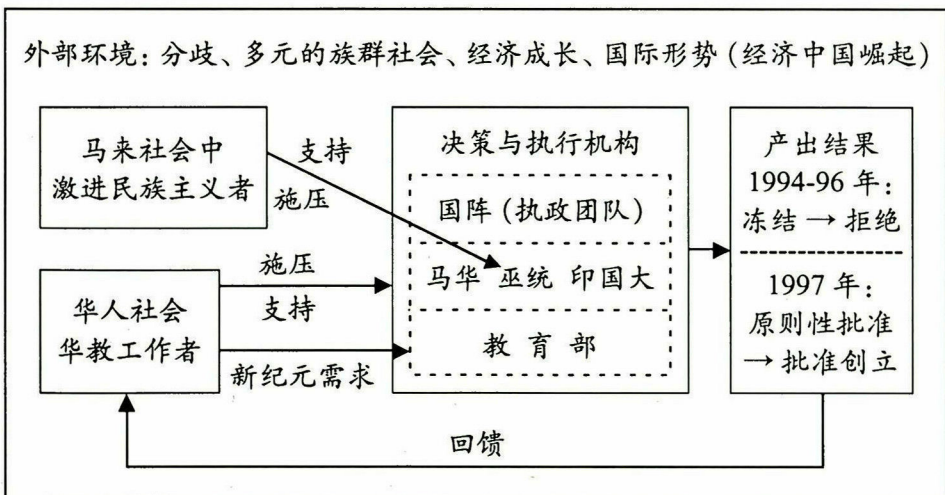 外部环境：分歧、多元的族群社会、经济成长、国际形势（经济中国崛起）
马来社会中
激进民族主义者
支持
施压
华人社会
华教工作者
施压
支持
新纪元需求
决策与执行机构
国阵（执政团队）
马华 巫统 印国大
教 育 部
产出结果
1994-96 年：
冻结 → 拒绝
1997 年：
原则性批准
→ 批准创立
回馈